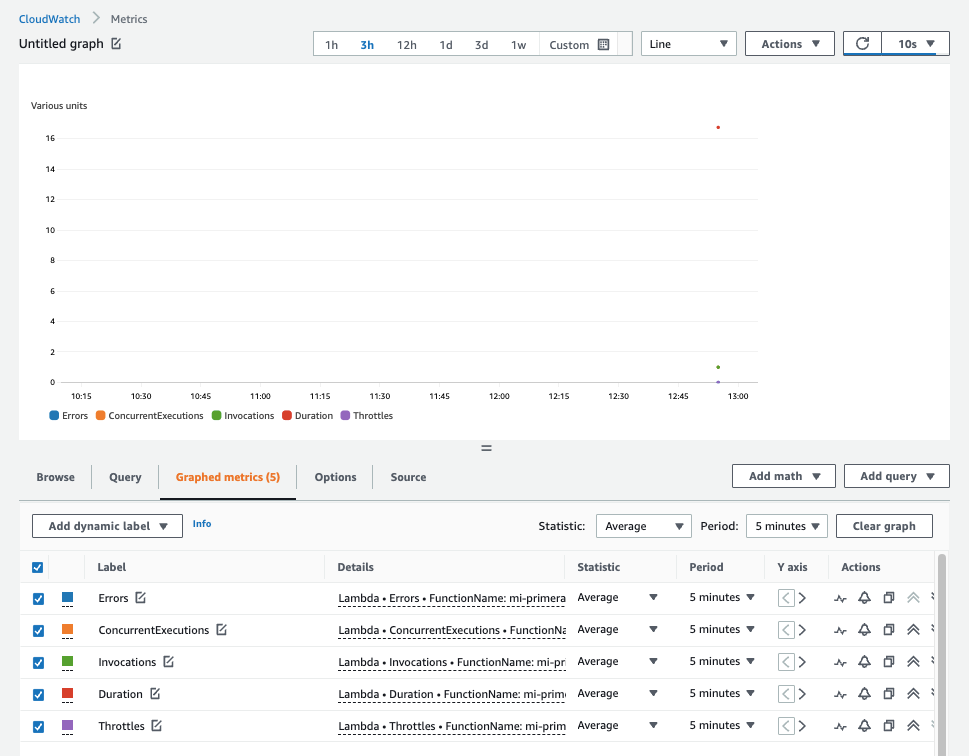 CloudWatch > Metrics
Untitled graph
1h 3h 12h 1d 3d 1w Custom
Line
Actions
10s
Various units
16
14
12
10
8
6
4
2
0
10:15 10:30 10:45 11:00 11:15 11:30 11:45 12:00 12:15 12:30 12:45 13:00
Errors ConcurrentExecutions Invocations Duration Throttles
Browse Query Graphed metrics (5) Options Source
Add math Add query
Add dynamic label Info Statistic: Average Period: 5 minutes Clear graph
Label Details Statistic Period Y axis Actions
Errors Lambda • Errors • FunctionName: mi-primera Average 5 minutes
ConcurrentExecutions Lambda • ConcurrentExecutions • FunctionNa Average 5 minutes
Invocations Lambda • Invocations • FunctionName: mi-pr Average 5 minutes
Duration Lambda • Duration • FunctionName: mi-prim Average 5 minutes
Throttles Lambda • Throttles • FunctionName: mi-prim Average 5 minutes